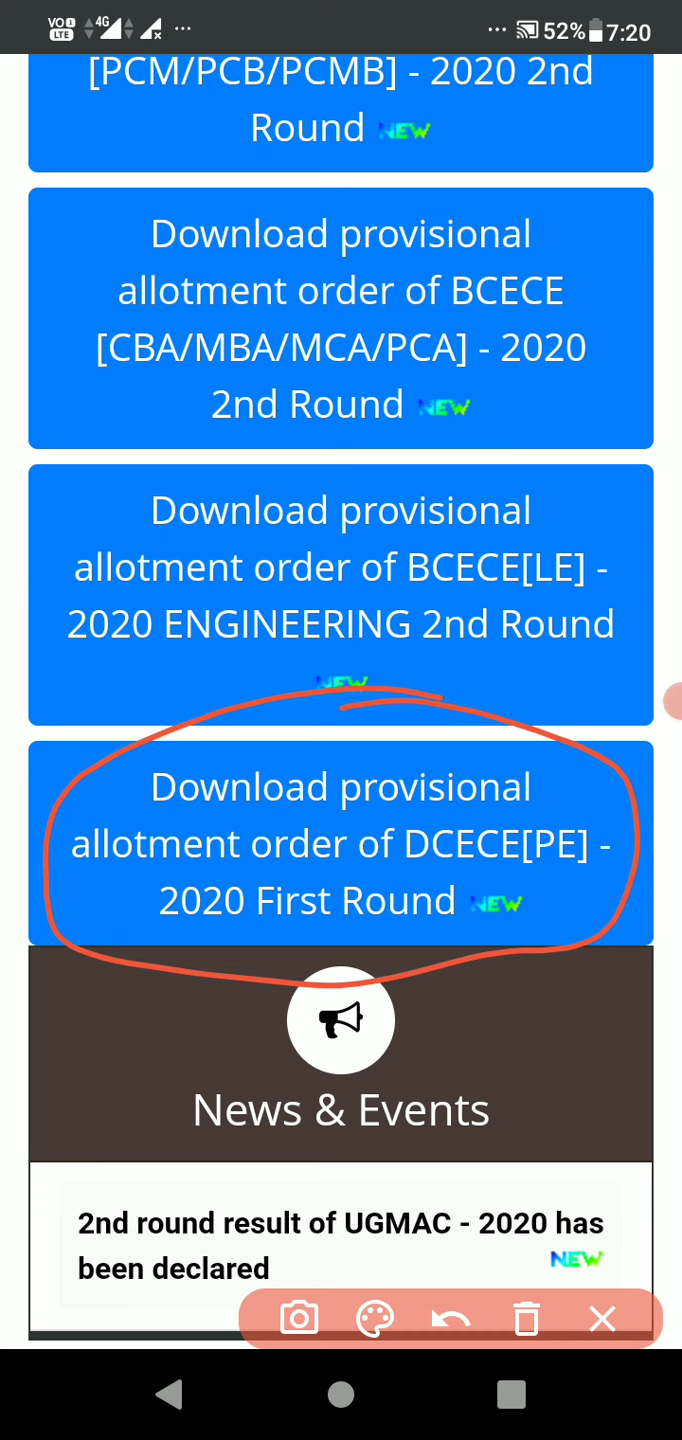 VO 1
LTE
4G
52%
7:20
[PCM/PCB/PCMB] - 2020 2nd
Round NEW
Download provisional
allotment order of BCECE
[CBA/MBA/MCA/PCA] - 2020
2nd Round NEW
Download provisional
allotment order of BCECE[LE] -
2020 ENGINEERING 2nd Round
NEW
Download provisional
allotment order of DCECE[PE] -
2020 First Round NEW
News & Events
2nd round result of UGMAC - 2020 has
been declared NEW